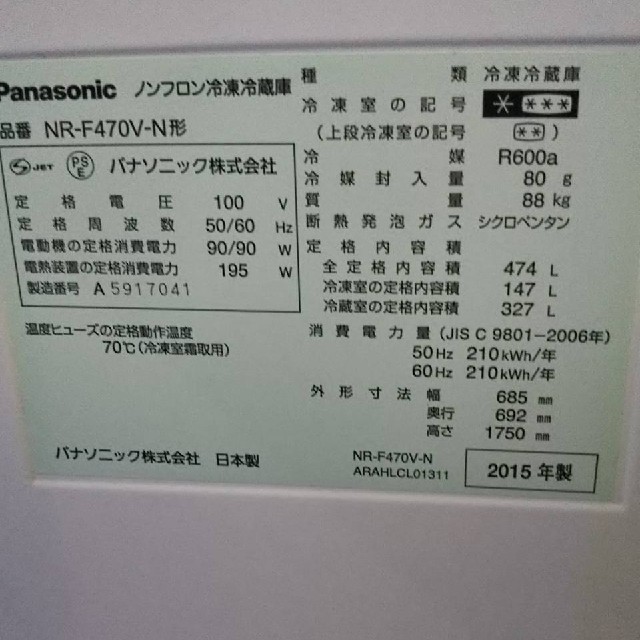 Panasonic ノンフロン冷凍冷蔵庫
品番 NR-F470V-N形
JET PSE パナソニック株式会社
定格電圧 100 V
定格周波数 50/60 Hz
電動機の定格消費電力 90/90 W
電熱装置の定格消費電力 195 W
製造番号 A 5917041
温度ヒューズの定格動作温度
70℃(冷凍室霜取用)
パナソニック株式会社 日本製
種類 冷凍冷蔵庫
冷凍室の記号 * ***
(上段冷凍室の記号 ** )
冷媒 R600a
冷媒封入量 80 g
質量 88 kg
断熱発泡ガス シクロペンタン
定格内容積
全定格内容積 474 L
冷凍室の定格内容積 147 L
冷蔵室の定格内容積 327 L
消費電力量 (JIS C 9801-2006年)
50Hz 210kWh/年
60Hz 210kWh/年
外形寸法 幅 685 mm
奥行 692 mm
高さ 1750 mm
NR-F470V-N
ARAHLCL01311
2015年製